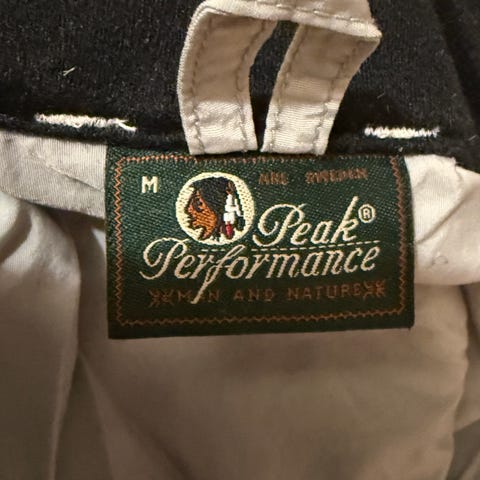 M ÅRE SWEDEN
Peak®
Performance
MAN AND NATURE